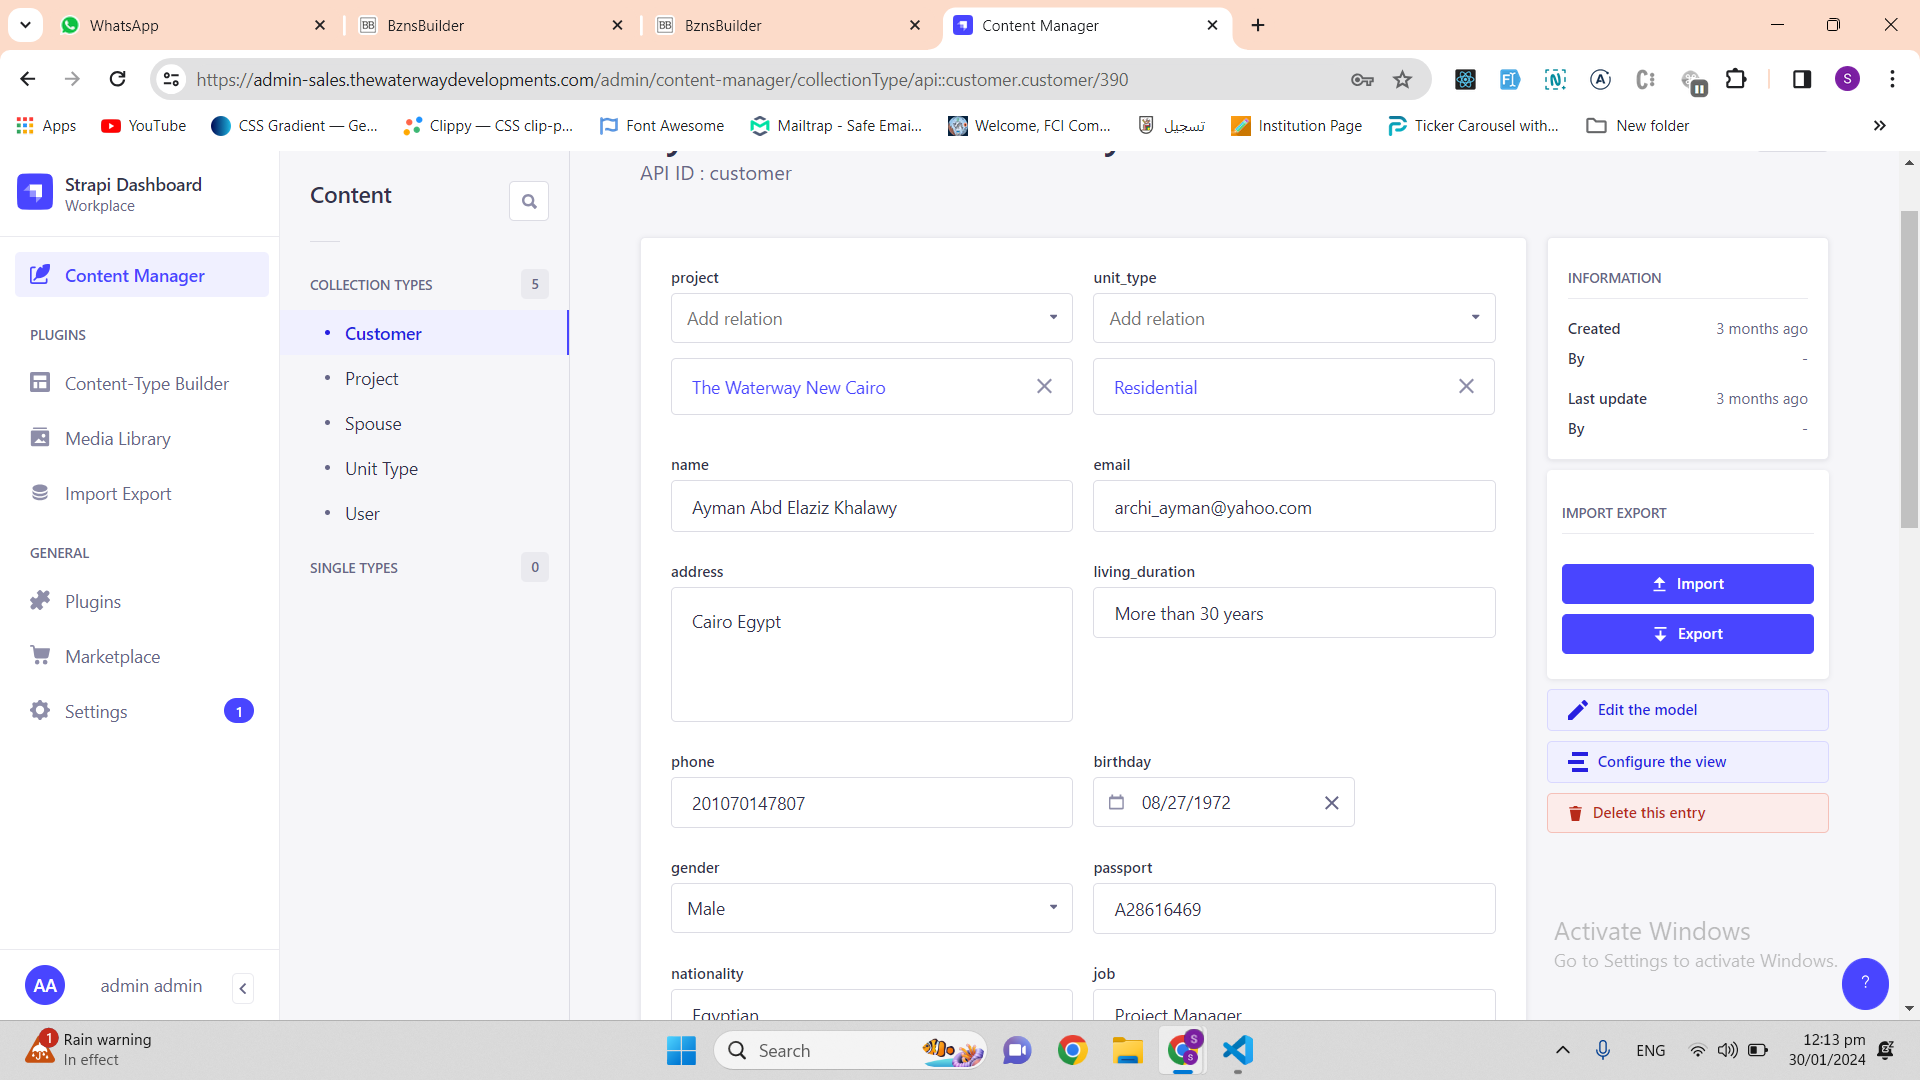 WhatsApp
BznsBuilder
BznsBuilder
Content Manager
https://admin-sales.thewaterwaydevelopments.com/admin/content-manager/collectionType/api::customer.customer/390
S
Apps
YouTube
CSS Gradient — Ge...
Clippy — CSS clip-p...
Font Awesome
Mailtrap - Safe Emai...
Welcome, FCI Com...
تسجيل
Institution Page
Ticker Carousel with...
New folder
Strapi Dashboard
Workplace
Content Manager
PLUGINS
Content-Type Builder
Media Library
Import Export
GENERAL
Plugins
Marketplace
Settings
1
AA
admin admin
Content
COLLECTION TYPES
5
Customer
Project
Spouse
Unit Type
User
SINGLE TYPES
0
API ID : customer
project
unit_type
Add relation
Add relation
The Waterway New Cairo
Residential
name
email
Ayman Abd Elaziz Khalawy
archi_ayman@yahoo.com
address
living_duration
Cairo Egypt
More than 30 years
phone
birthday
201070147807
08/27/1972
gender
passport
Male
A28616469
nationality
job
Egyptian
Project Manager
INFORMATION
Created
3 months ago
By
-
Last update
3 months ago
By
-
IMPORT EXPORT
Import
Export
Edit the model
Configure the view
Delete this entry
Activate Windows
Go to Settings to activate Windows.
?
1
Rain warning
In effect
Search
ENG
12:13 pm
30/01/2024